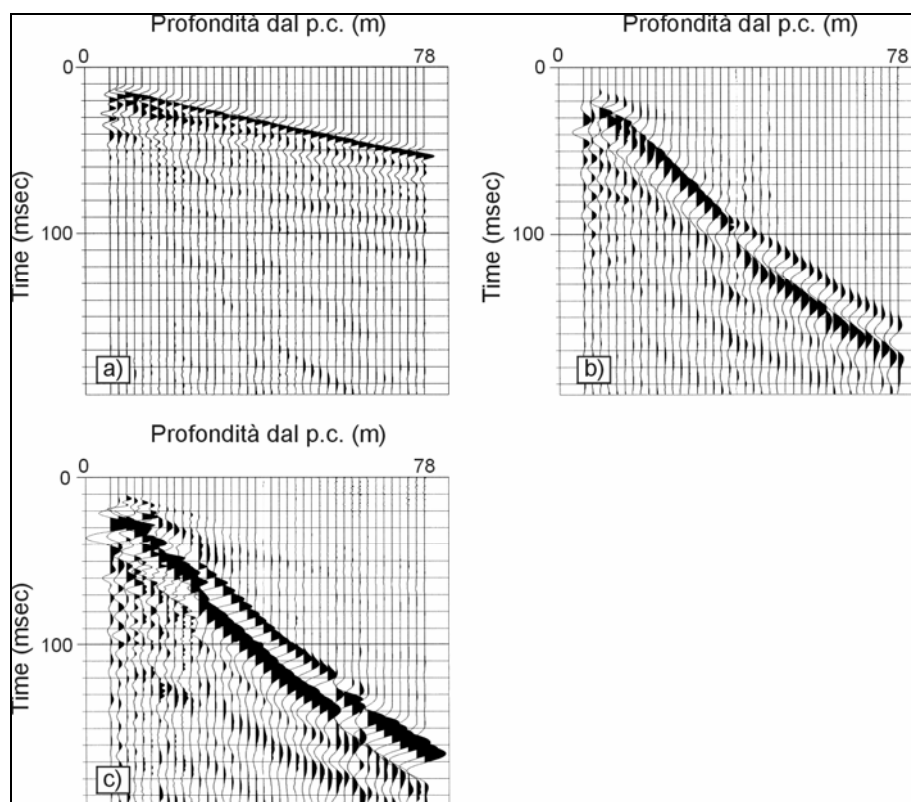 Profondità dal p.c. (m)
0
78
0
100
Time (msec)
a)
Profondità dal p.c. (m)
0
78
0
100
Time (msec)
b)
Profondità dal p.c. (m)
0
78
0
100
Time (msec)
c)